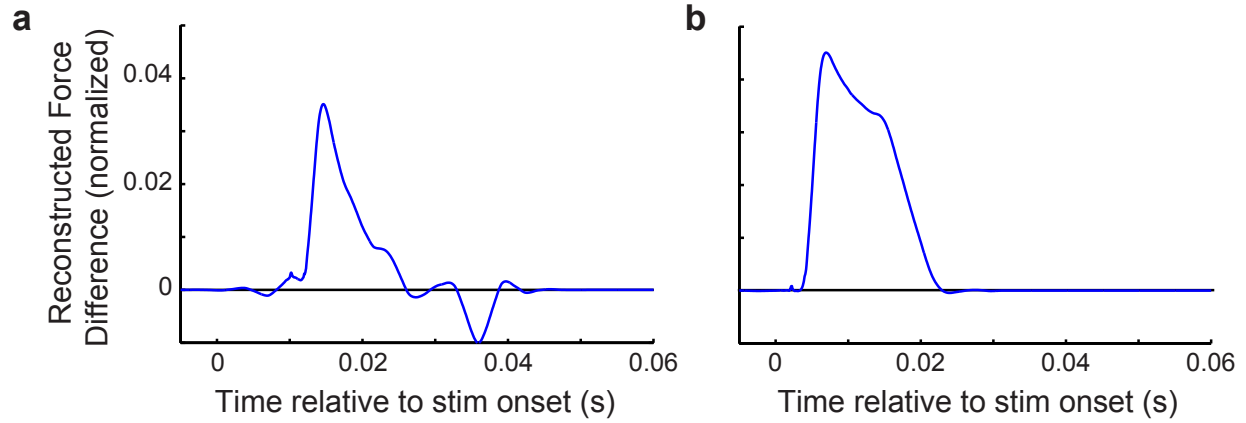 a
b
Reconstructed Force
Difference (normalized)
0.04
0.02
0
0
0.02
0.04
0.06
Time relative to stim onset (s)
0
0.02
0.04
0.06
Time relative to stim onset (s)